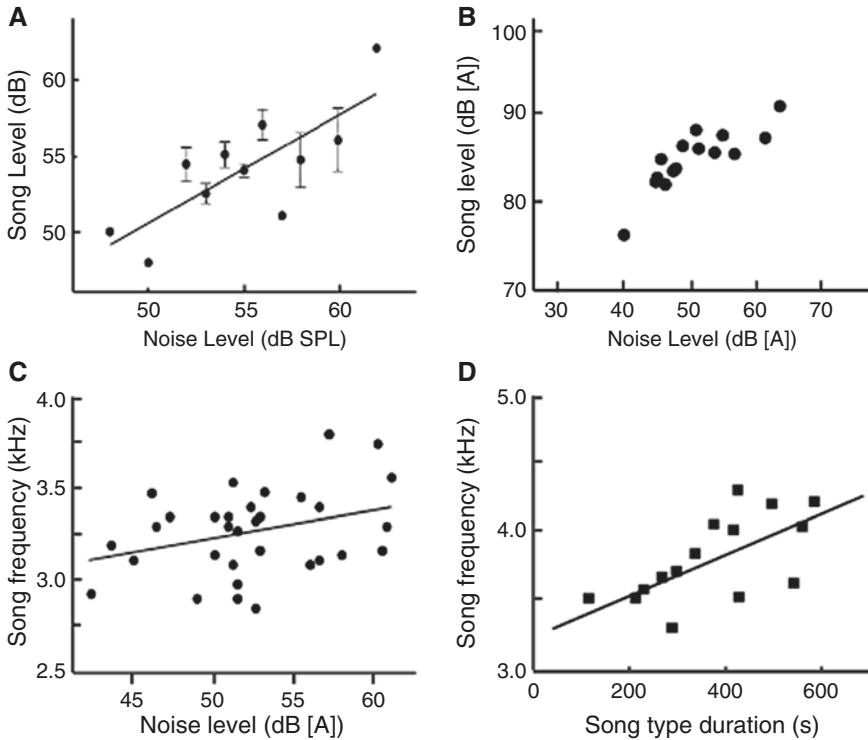 A
Song Level (dB)
60
55
50
50
55
60
Noise Level (dB SPL)
B
Song level (dB [A])
100
90
80
70
30
40
50
60
70
Noise Level (dB [A])
C
Song frequency (kHz)
4.0
3.5
3.0
2.5
45
50
55
60
Noise level (dB [A])
D
Song frequency (kHz)
5.0
4.0
3.0
0
200
400
600
Song type duration (s)